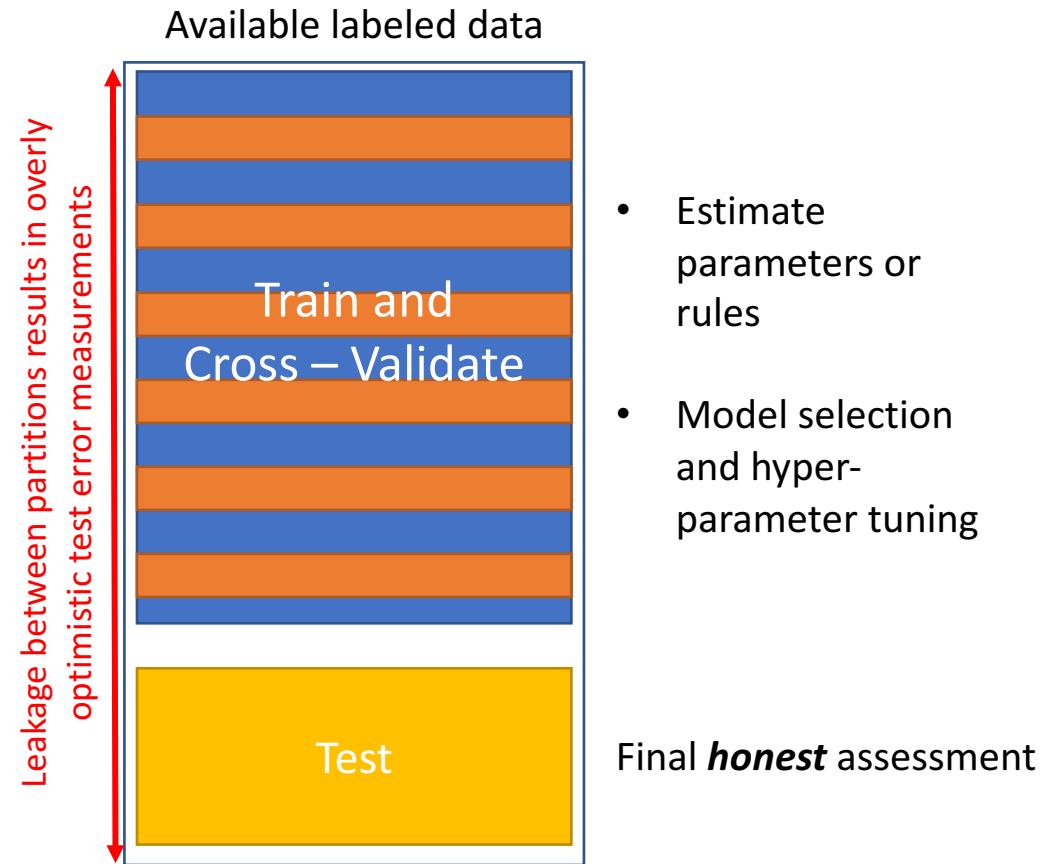 Available labeled data
Leakage between partitions results in overly
optimistic test error measurements
Train and
Cross – Validate
• Estimate
parameters or
rules
• Model selection
and hyper-
parameter tuning
Test
Final honest assessment